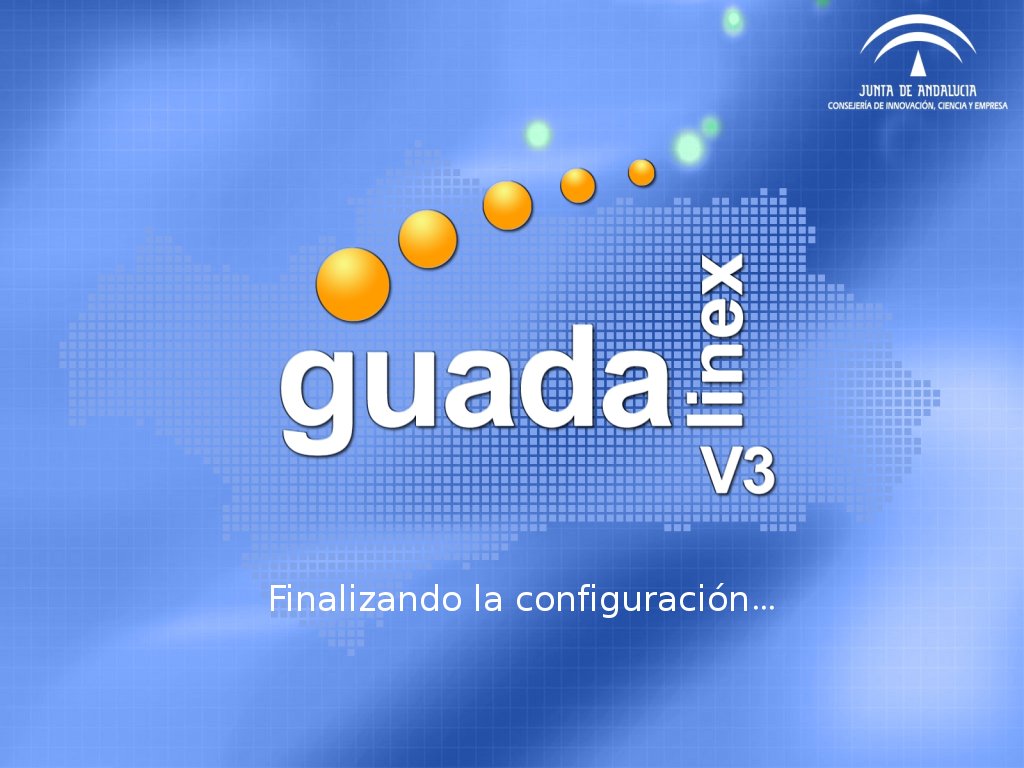 JUNTA DE ANDALUCIA
CONSEJERÍA DE INNOVACIÓN, CIENCIA Y EMPRESA
guada
linex
V3
Finalizando la configuración...